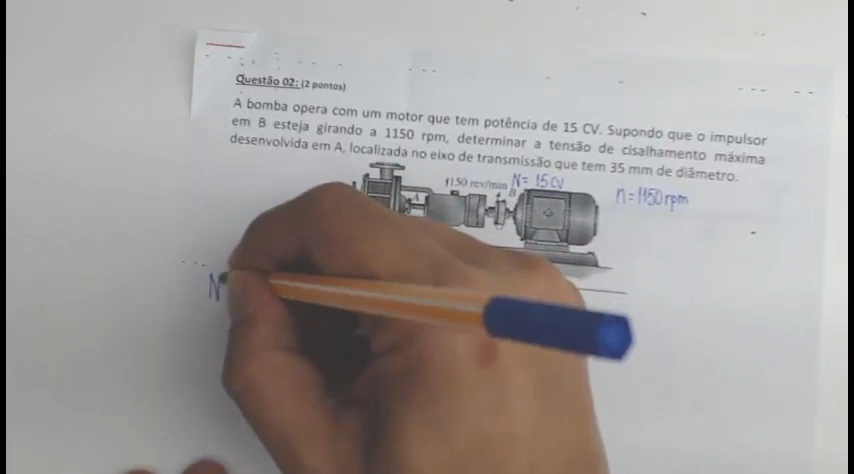 Questão 02: (2 pontos)
A bomba opera com um motor que tem potência de 15 CV. Supondo que o impulsor
em B esteja girando a 1150 rpm, determinar a tensão de cisalhamento máxima
desenvolvida em A, localizada no eixo de transmissão que tem 35 mm de diâmetro.
1150 rev/min N = 15 CV
B
n = 1150 rpm
A
N